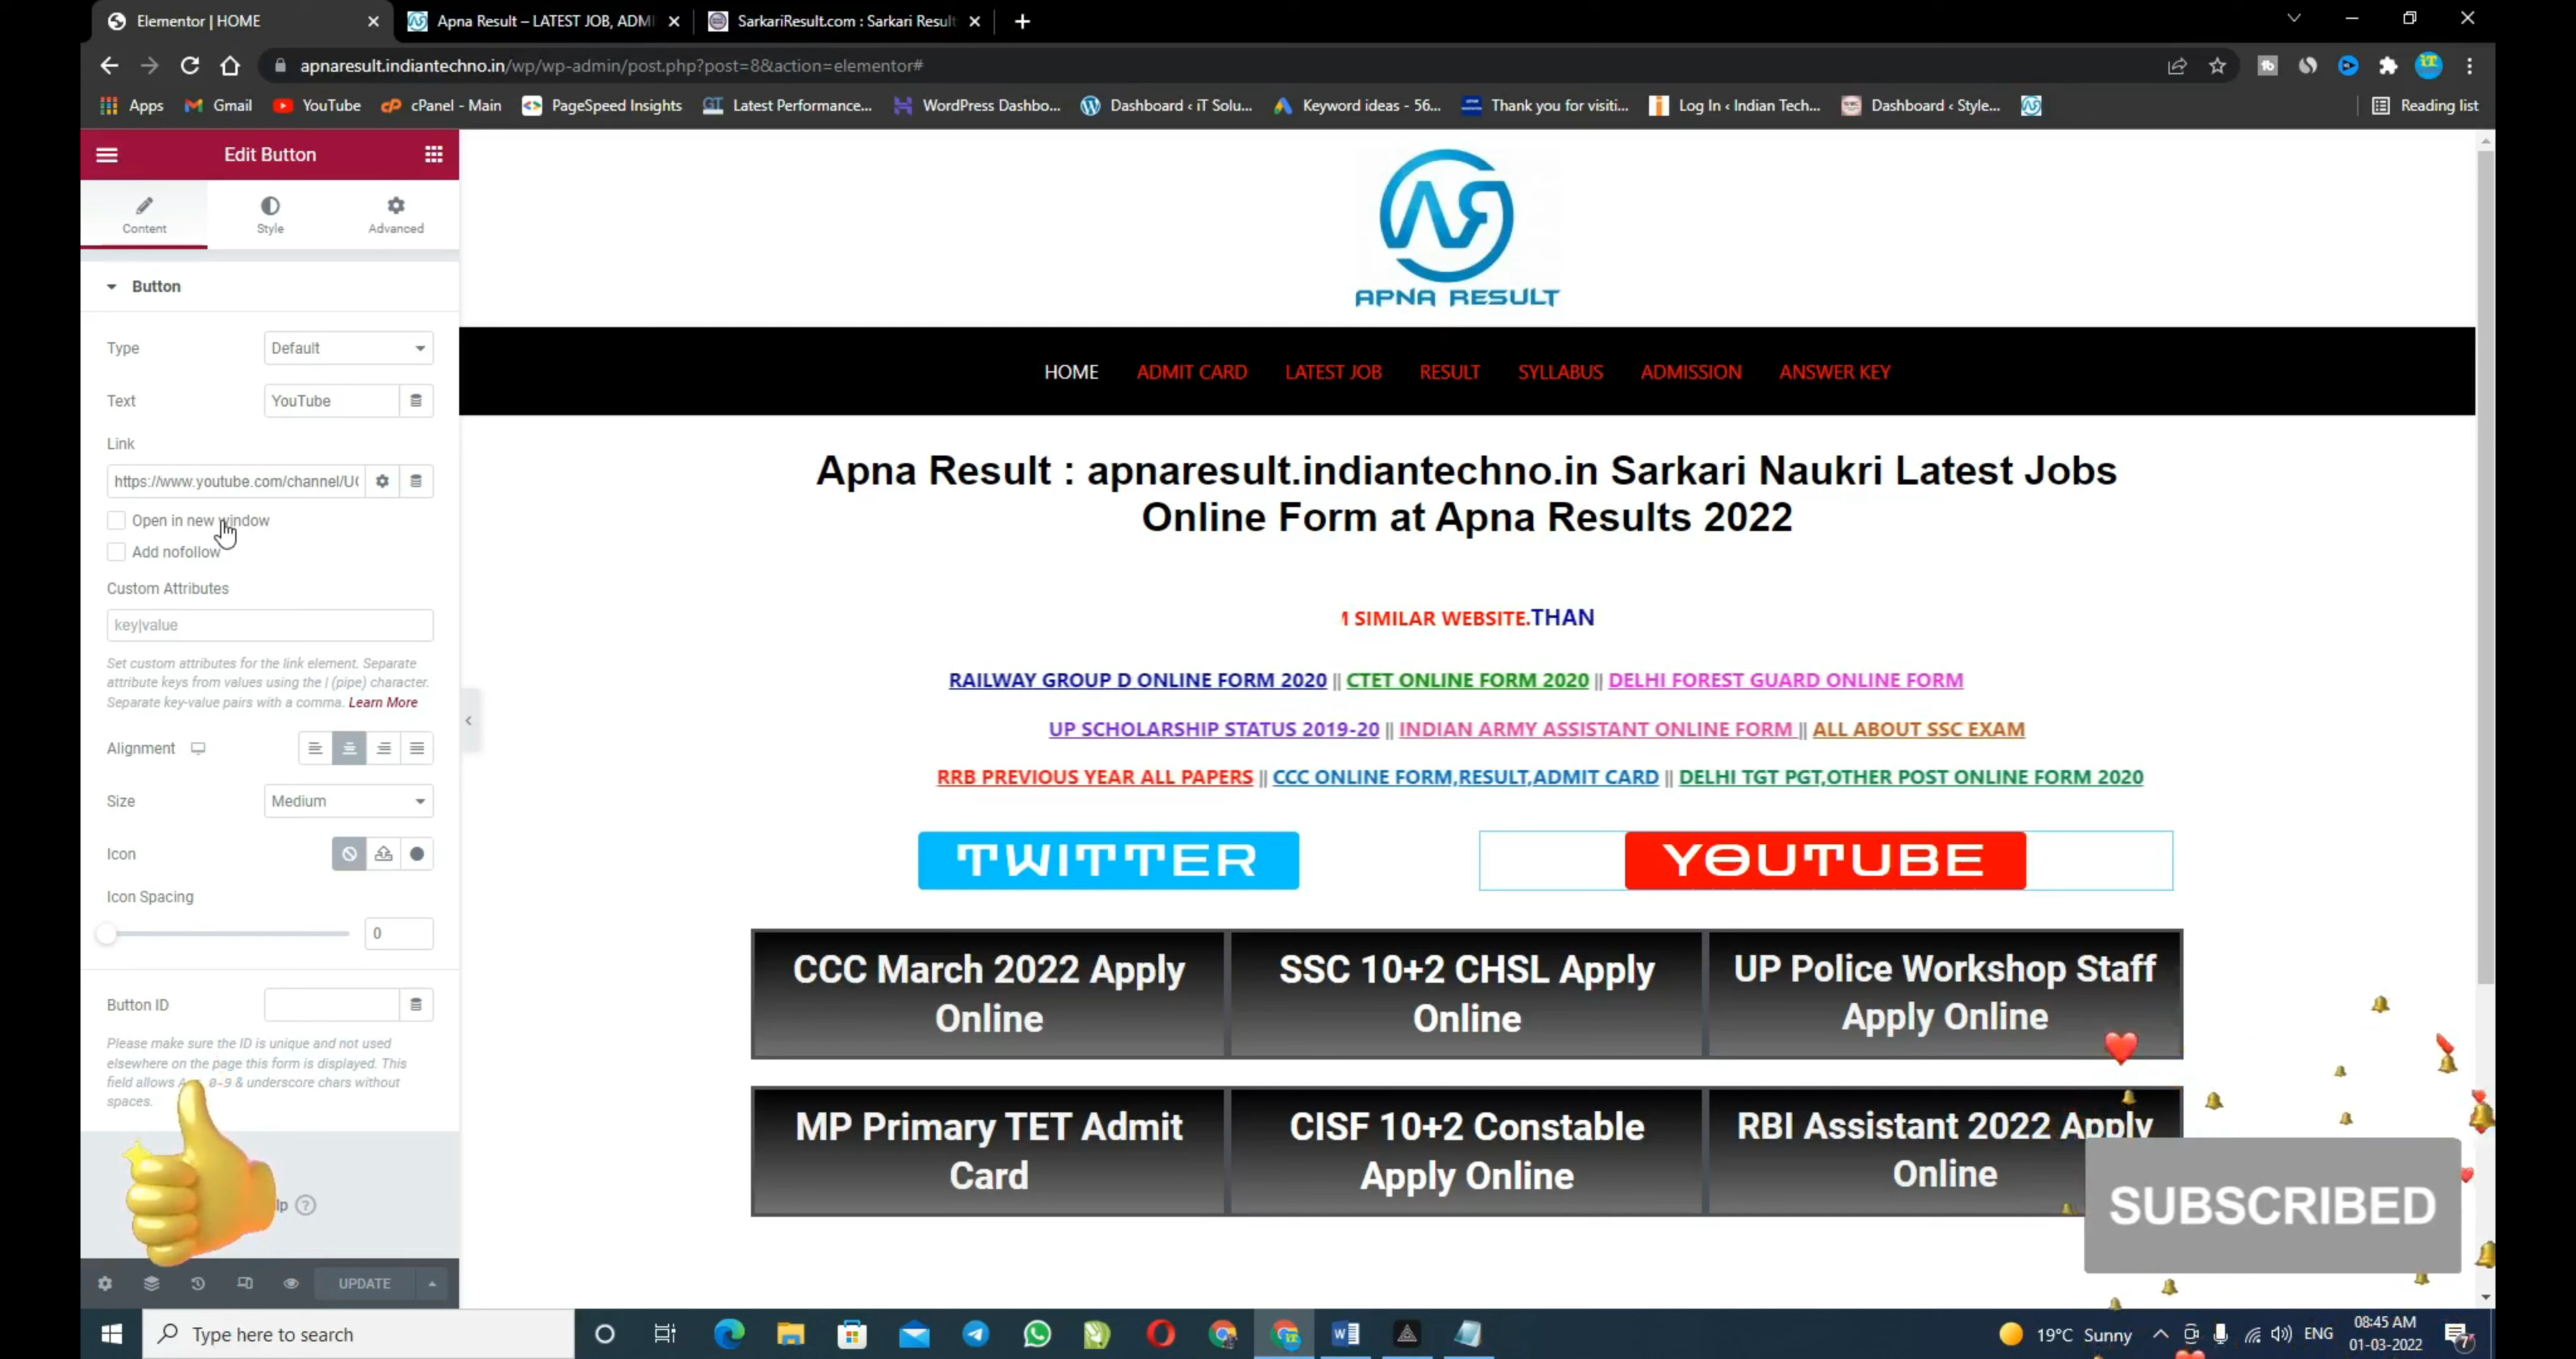 Elementor | HOME
Apna Result – LATEST JOB, ADMI
SarkariResult.com : Sarkari Result
apnaresult.indiantechno.in/wp/wp-admin/post.php?post=8&action=elementor#
Apps
Gmail
YouTube
cPanel - Main
PageSpeed Insights
Latest Performance...
WordPress Dashbo...
Dashboard ‹ iT Solu...
Keyword ideas - 56...
Thank you for visiti...
Log In ‹ Indian Tech...
Dashboard ‹ Style...
Reading list
Edit Button
Content
Style
Advanced
Button
Type
Default
Text
YouTube
Link
https://www.youtube.com/channel/U
Open in new window
Add nofollow
Custom Attributes
key|value
Set custom attributes for the link element. Separate
attribute keys from values using the | (pipe) character.
Separate key-value pairs with a comma. Learn More
Alignment
Size
Medium
Icon
Icon Spacing
0
Button ID
Please make sure the ID is unique and not used
elsewhere on the page this form is displayed. This
field allows 0-9 & underscore chars without
spaces.
UPDATE
APNA RESULT
HOME
ADMIT CARD
LATEST JOB
RESULT
SYLLABUS
ADMISSION
ANSWER KEY
Apna Result : apnaresult.indiantechno.in Sarkari Naukri Latest Jobs
Online Form at Apna Results 2022
SIMILAR WEBSITE.THAN
RAILWAY GROUP D ONLINE FORM 2020 || CTET ONLINE FORM 2020 || DELHI FOREST GUARD ONLINE FORM
UP SCHOLARSHIP STATUS 2019-20 || INDIAN ARMY ASSISTANT ONLINE FORM || ALL ABOUT SSC EXAM
RRB PREVIOUS YEAR ALL PAPERS || CCC ONLINE FORM,RESULT,ADMIT CARD || DELHI TGT PGT,OTHER POST ONLINE FORM 2020
TWITTER
YOUTUBE
CCC March 2022 Apply
Online
SSC 10+2 CHSL Apply
Online
UP Police Workshop Staff
Apply Online
MP Primary TET Admit
Card
CISF 10+2 Constable
Apply Online
RBI Assistant 2022 Apply
Online
SUBSCRIBED
Type here to search
19°C Sunny
ENG
08:45 AM
01-03-2022
7